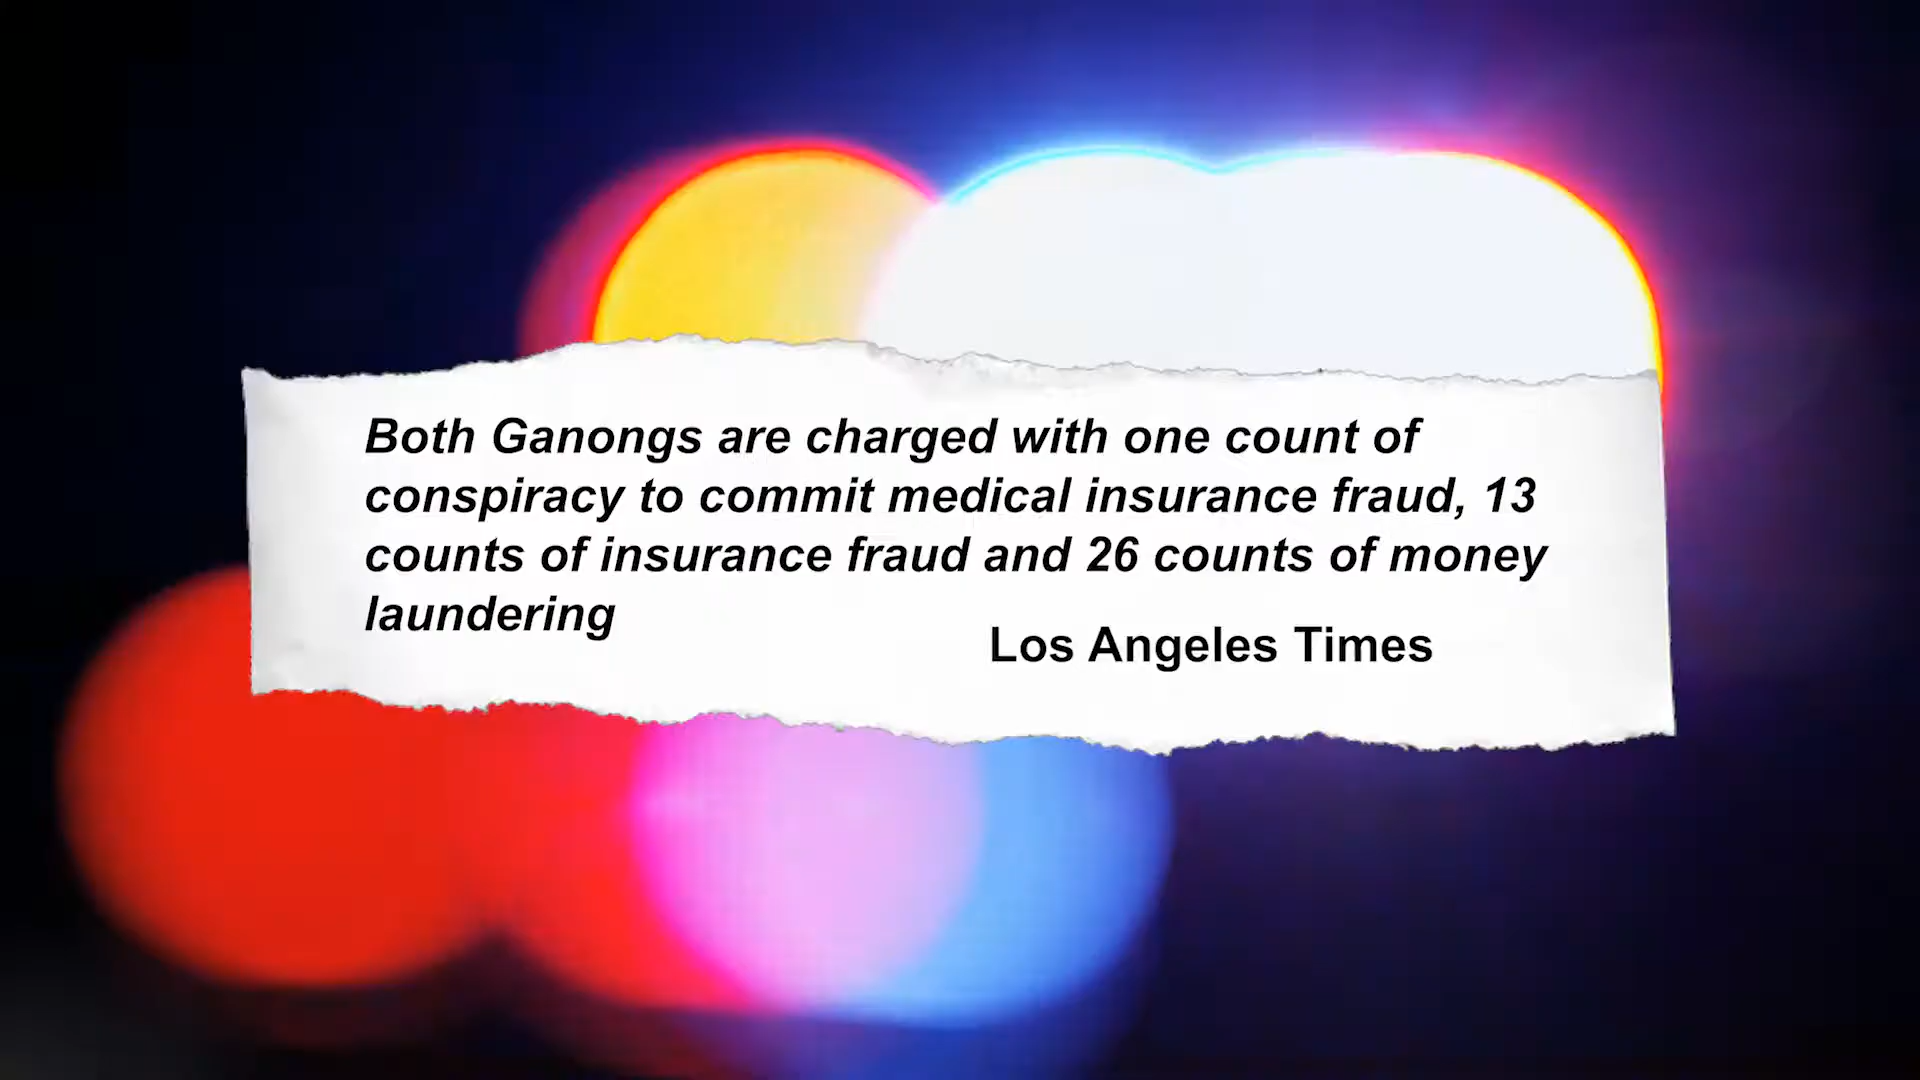 Both Ganongs are charged with one count of
conspiracy to commit medical insurance fraud, 13
counts of insurance fraud and 26 counts of money
laundering
Los Angeles Times